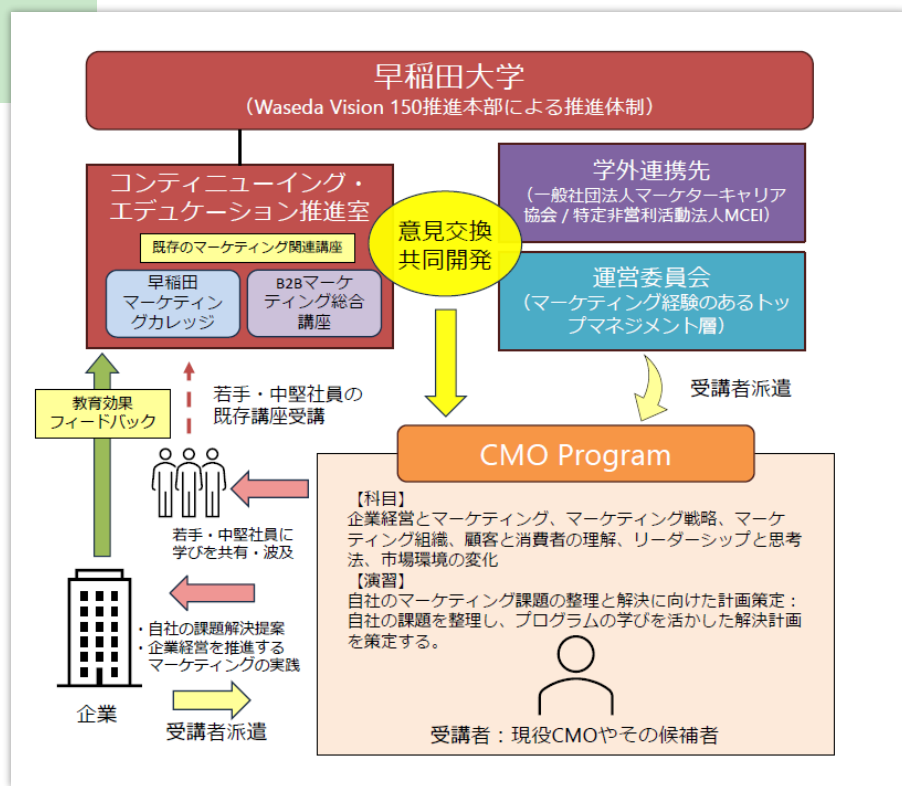 早稲田大学
（Waseda Vision 150推進本部による推進体制）
コンティニューイング・
エデュケーション推進室
既存のマーケティング関連講座
早稲田
マーケティン
グカレッジ
B2Bマーケ
ティング総合
講座
意見交換
共同開発
学外連携先
（一般社団法人マーケターキャリア
協会 / 特定非営利活動法人MCEI）
運営委員会
（マーケティング経験のあるトッ
プマネジメント層）
教育効果
フィードバック
若手・中堅社員の
既存講座受講
受講者派遣
CMO Program
【科目】
企業経営とマーケティング、マーケティング戦略、マーケ
ティング組織、顧客と消費者の理解、リーダーシップと思考
法、市場環境の変化
【演習】
自社のマーケティング課題の整理と解決に向けた計画策定：
自社の課題を整理し、プログラムの学びを活かした解決計画
を策定する。
受講者：現役CMOやその候補者
若手・中堅社員に
学びを共有・波及
・自社の課題解決提案
・企業経営を推進する
マーケティングの実践
企業
受講者派遣